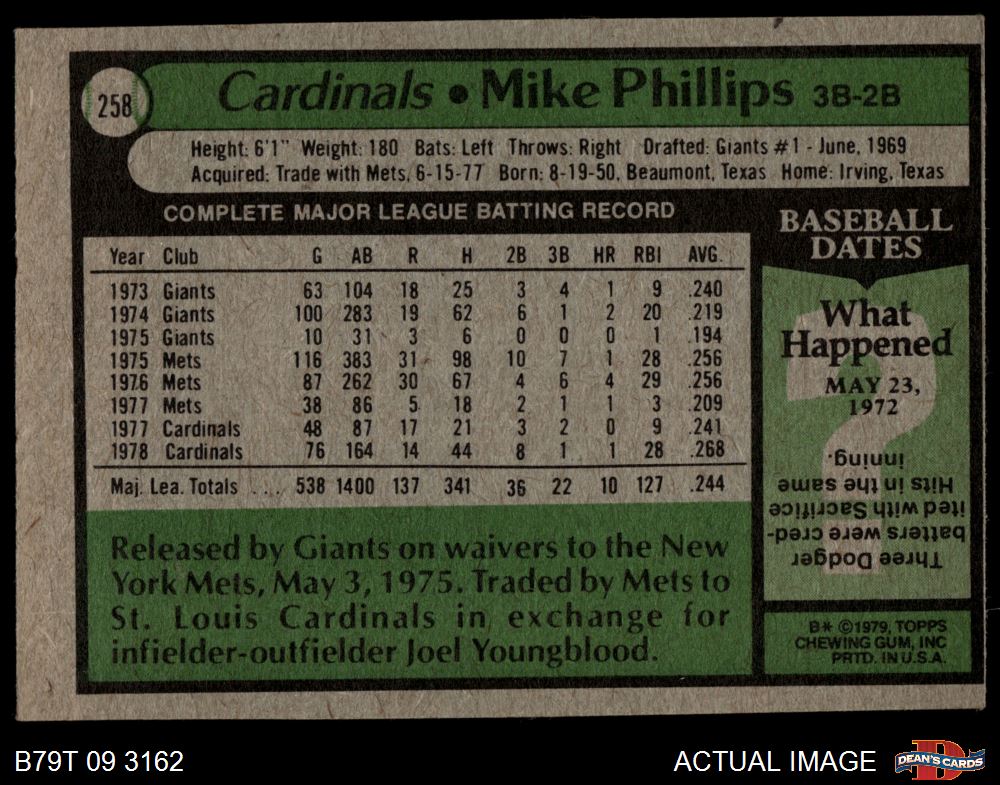 258
Cardinals • Mike Phillips 3B-2B
Height: 6'1" Weight: 180 Bats: Left Throws: Right Drafted: Giants #1 - June, 1969
Acquired: Trade with Mets, 6-15-77 Born: 8-19-50, Beaumont, Texas Home: Irving, Texas
COMPLETE MAJOR LEAGUE BATTING RECORD
Year Club G AB R H 2B 3B HR RBI AVG.
1973 Giants 63 104 18 25 3 4 1 9 .240
1974 Giants 100 283 19 62 6 1 2 20 .219
1975 Giants 10 31 3 6 0 0 0 1 .194
1975 Mets 116 383 31 98 10 7 1 28 .256
1976 Mets 87 262 30 67 4 6 4 29 .256
1977 Mets 38 86 5 18 2 1 1 3 .209
1977 Cardinals 48 87 17 21 3 2 0 9 .241
1978 Cardinals 76 164 14 44 8 1 1 28 .268
Maj. Lea. Totals ... 538 1400 137 341 36 22 10 127 .244
Released by Giants on waivers to the New
York Mets, May 3, 1975. Traded by Mets to
St. Louis Cardinals in exchange for
infielder-outfielder Joel Youngblood.
BASEBALL
DATES
What
Happened
MAY 23,
1972
?
Three Dodger
batters were cred-
ited with Sacrifice
Hits in the same
inning.
B* ©1979, TOPPS
CHEWING GUM, INC
PRTD. IN U.S.A.
B79T 09 3162
ACTUAL IMAGE
D
DEAN'S CARDS